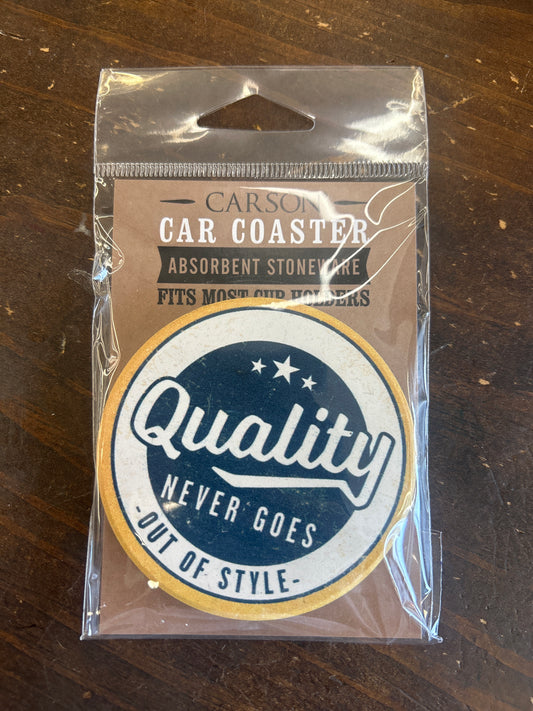 CARSON
CAR COASTER
ABSORBENT STONEWARE
FITS MOST CUP HOLDERS
Quality
NEVER GOES
-OUT OF STYLE-